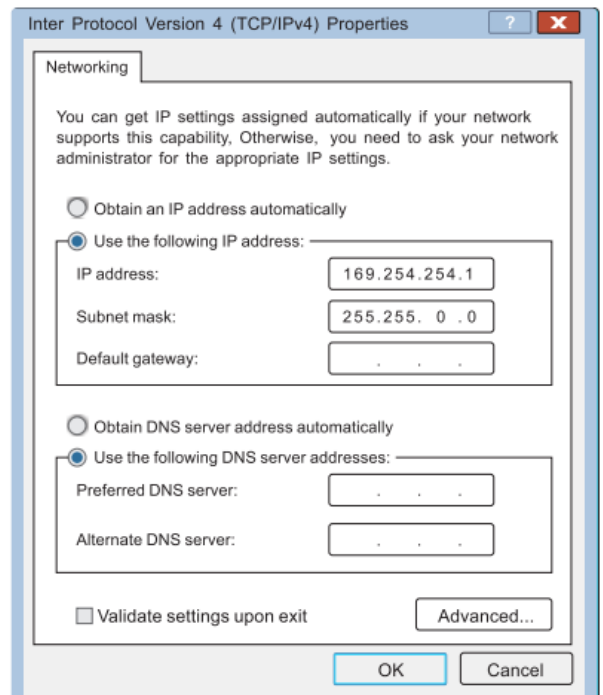 Inter Protocol Version 4 (TCP/IPv4) Properties ? X
Networking
You can get IP settings assigned automatically if your network
supports this capability, Otherwise, you need to ask your network
administrator for the appropriate IP settings.
Obtain an IP address automatically
Use the following IP address:
IP address: 169.254.254.1
Subnet mask: 255.255. 0 .0
Default gateway: . . .
Obtain DNS server address automatically
Use the following DNS server addresses:
Preferred DNS server: . . .
Alternate DNS server: . . .
Validate settings upon exit Advanced...
OK Cancel